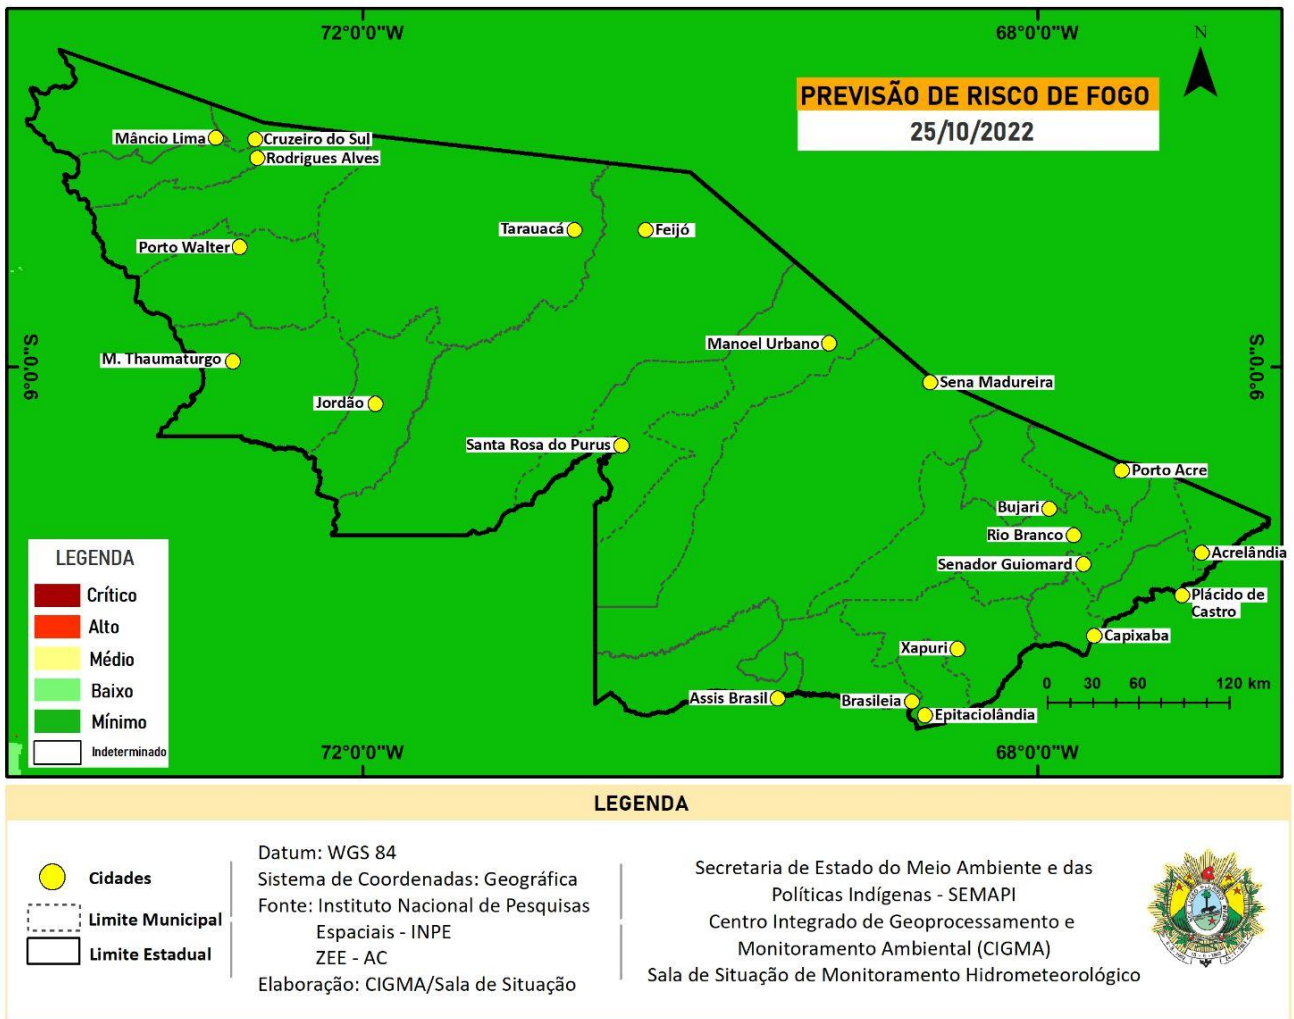 72°0'0"W
68°0'0"W
N
PREVISÃO DE RISCO DE FOGO
25/10/2022
Mâncio Lima
Cruzeiro do Sul
Rodrigues Alves
Tarauacá
Feijó
Porto Walter
9°0'0"S
9°0'0"S
Manoel Urbano
M. Thaumaturgo
Sena Madureira
Jordão
Santa Rosa do Purus
Porto Acre
Bujari
Rio Branco
Acrelândia
Senador Guiomard
Plácido de
Castro
Capixaba
Xapuri
Assis Brasil
Brasileia
Epitaciolândia
0 30 60 120 km
LEGENDA
Crítico
Alto
Médio
Baixo
Mínimo
Indeterminado
72°0'0"W
68°0'0"W
LEGENDA
Cidades
Limite Municipal
Limite Estadual
Datum: WGS 84
Sistema de Coordenadas: Geográfica
Fonte: Instituto Nacional de Pesquisas
Espaciais - INPE
ZEE - AC
Elaboração: CIGMA/Sala de Situação
Secretaria de Estado do Meio Ambiente e das
Políticas Indígenas - SEMAPI
Centro Integrado de Geoprocessamento e
Monitoramento Ambiental (CIGMA)
Sala de Situação de Monitoramento Hidrometeorológico